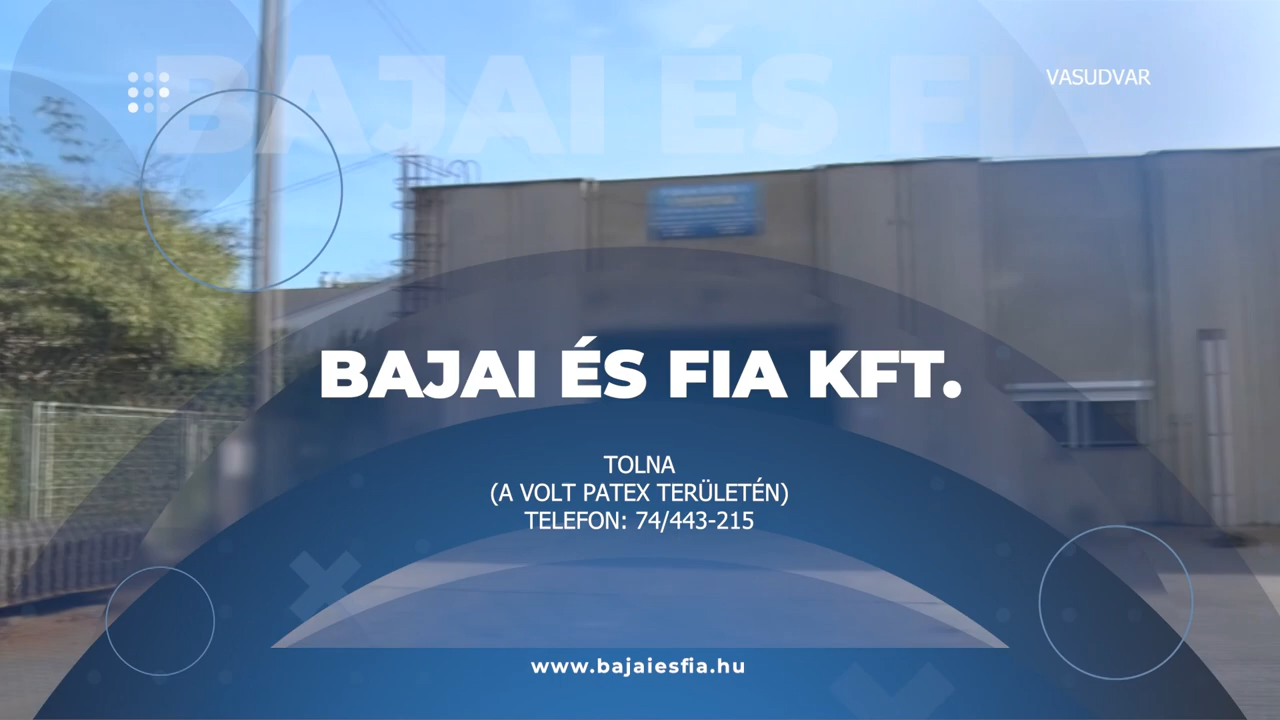 BAJAI ÉS FIA
VASUDVAR
BAJAI ÉS FIA KFT.
TOLNA
(A VOLT PATEX TERÜLETÉN)
TELEFON: 74/443-215
www.bajaiesfia.hu